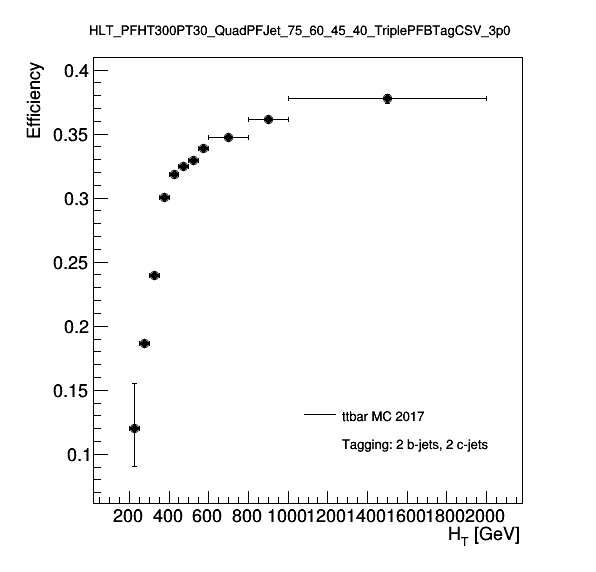 HLT_PFHT300PT30_QuadPFJet_75_60_45_40_TriplePFBTagCSV_3p0
Efficiency
0.4
0.35
0.3
0.25
0.2
0.15
0.1
ttbar MC 2017
Tagging: 2 b-jets, 2 c-jets
200 400 600 800 1000 1200 1400 1600 1800 2000
H_T [GeV]